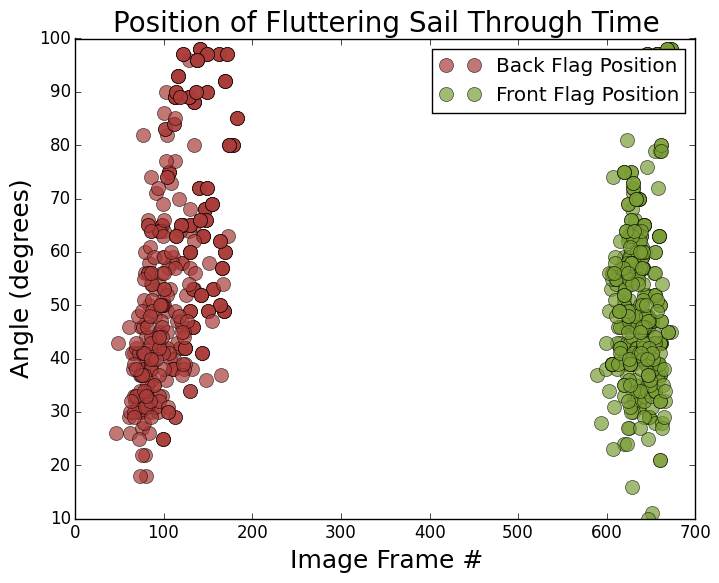 Position of Fluttering Sail Through Time
Back Flag Position
Front Flag Position
Angle (degrees)
100
90
80
70
60
50
40
30
20
10
0 100 200 300 400 500 600 700
Image Frame #